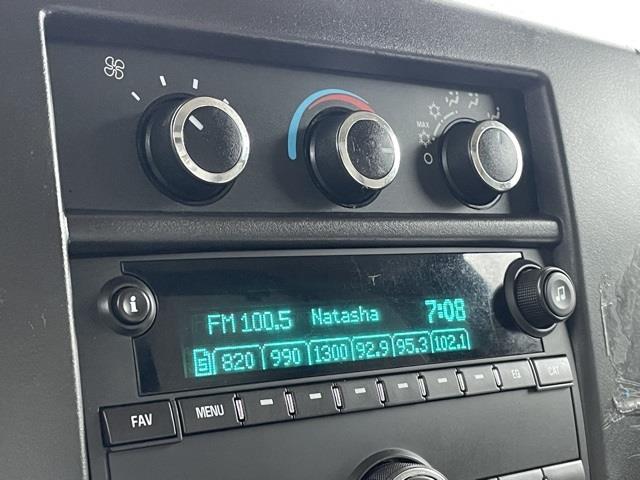 MAX
FM 100.5 Natasha 7:08
820 990 1300 92.9 95.3 102.1
FAV MENU EQ CAT